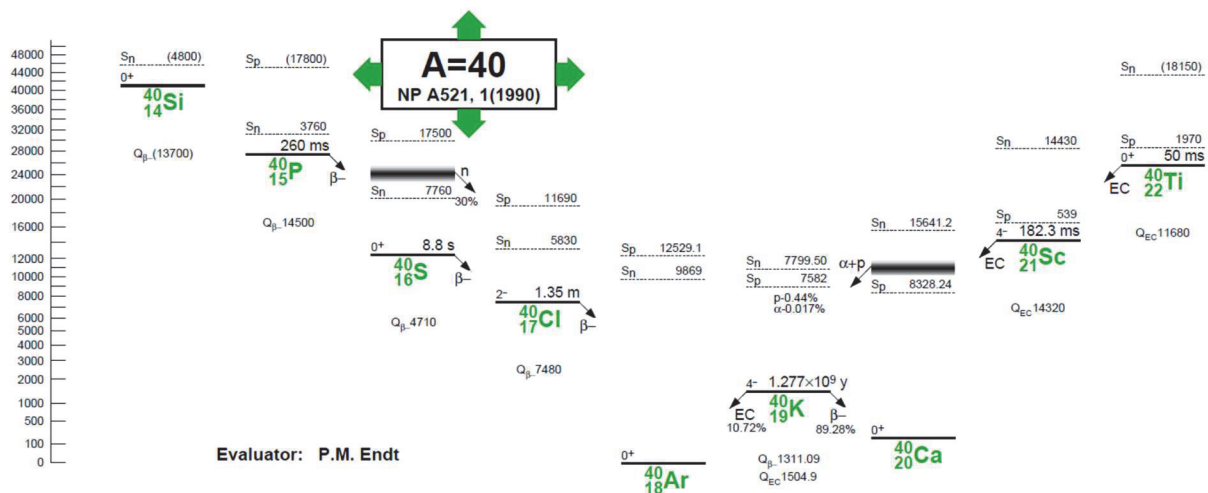 A=40
NP A521, 1(1990)
48000
44000
40000
36000
32000
28000
24000
20000
16000
12000
10000
8000
6000
5000
4000
3000
2000
1000
500
100
0
Sn (4800)
0+
40
14Si
Qβ−(13700)
Sp (17800)
Sn 3760
260 ms
40
15P
β−
Qβ−14500
Sp 17500
n
Sn 7760
30%
0+ 8.8 s
40
16S
β−
Qβ−4710
Sp 11690
Sn 5830
2− 1.35 m
40
17Cl
β−
Qβ−7480
Sp 12529.1
Sn 9869
0+
40
18Ar
Sn 7799.50
Sp 7582
p-0.44%
α-0.017%
4− 1.277×10⁹ y
40
19K
EC
10.72%
β−
89.28%
Qβ−1311.09
QEC1504.9
Sn 15641.2
α+p
Sp 8328.24
0+
40
20Ca
Sn 14430
Sp 539
4− 182.3 ms
EC
40
21Sc
QEC14320
Sn (18150)
Sp 1970
0+ 50 ms
EC
40
22Ti
QEC11680
Evaluator: P.M. Endt